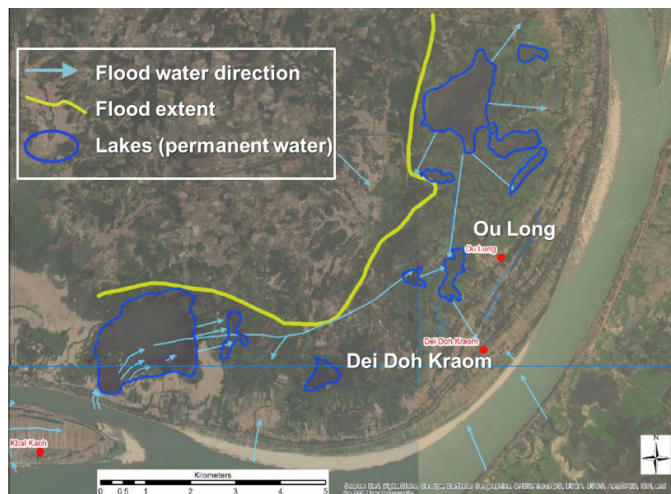 Flood water direction
Flood extent
Lakes (permanent water)
Ou Long
Ou Long
Dei Doh Kraom
Dei Doh Kraom
Kbal Kaoh
N
Kilometers
0 0.5 1 2 3 4 5